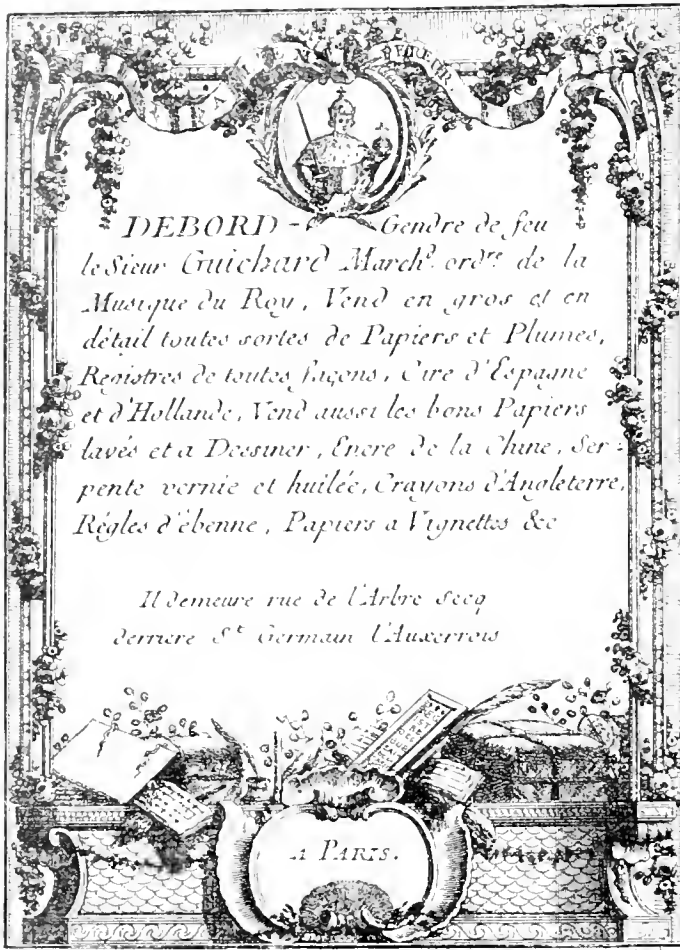 A L' EMPEREUR
DEBORD - Gendre de feu
le Sieur Guichard March.^d ord.^re de la
Musique du Roy, Vend en gros et en
détail toutes sortes de Papiers et Plumes,
Registres de toutes façons, Cire d'Espagne
et d'Hollande, Vend aussi les bons Papiers
lavés et a Dessiner, Encre de la Chine, Ser-
pente vernie et huilée, Crayons d'Angleterre,
Régles d'ébenne, Papiers a Vignettes &c
Il demeure rue de l'Arbre Secq
derriere S.^t Germain l'Auxerrois
A PARIS.